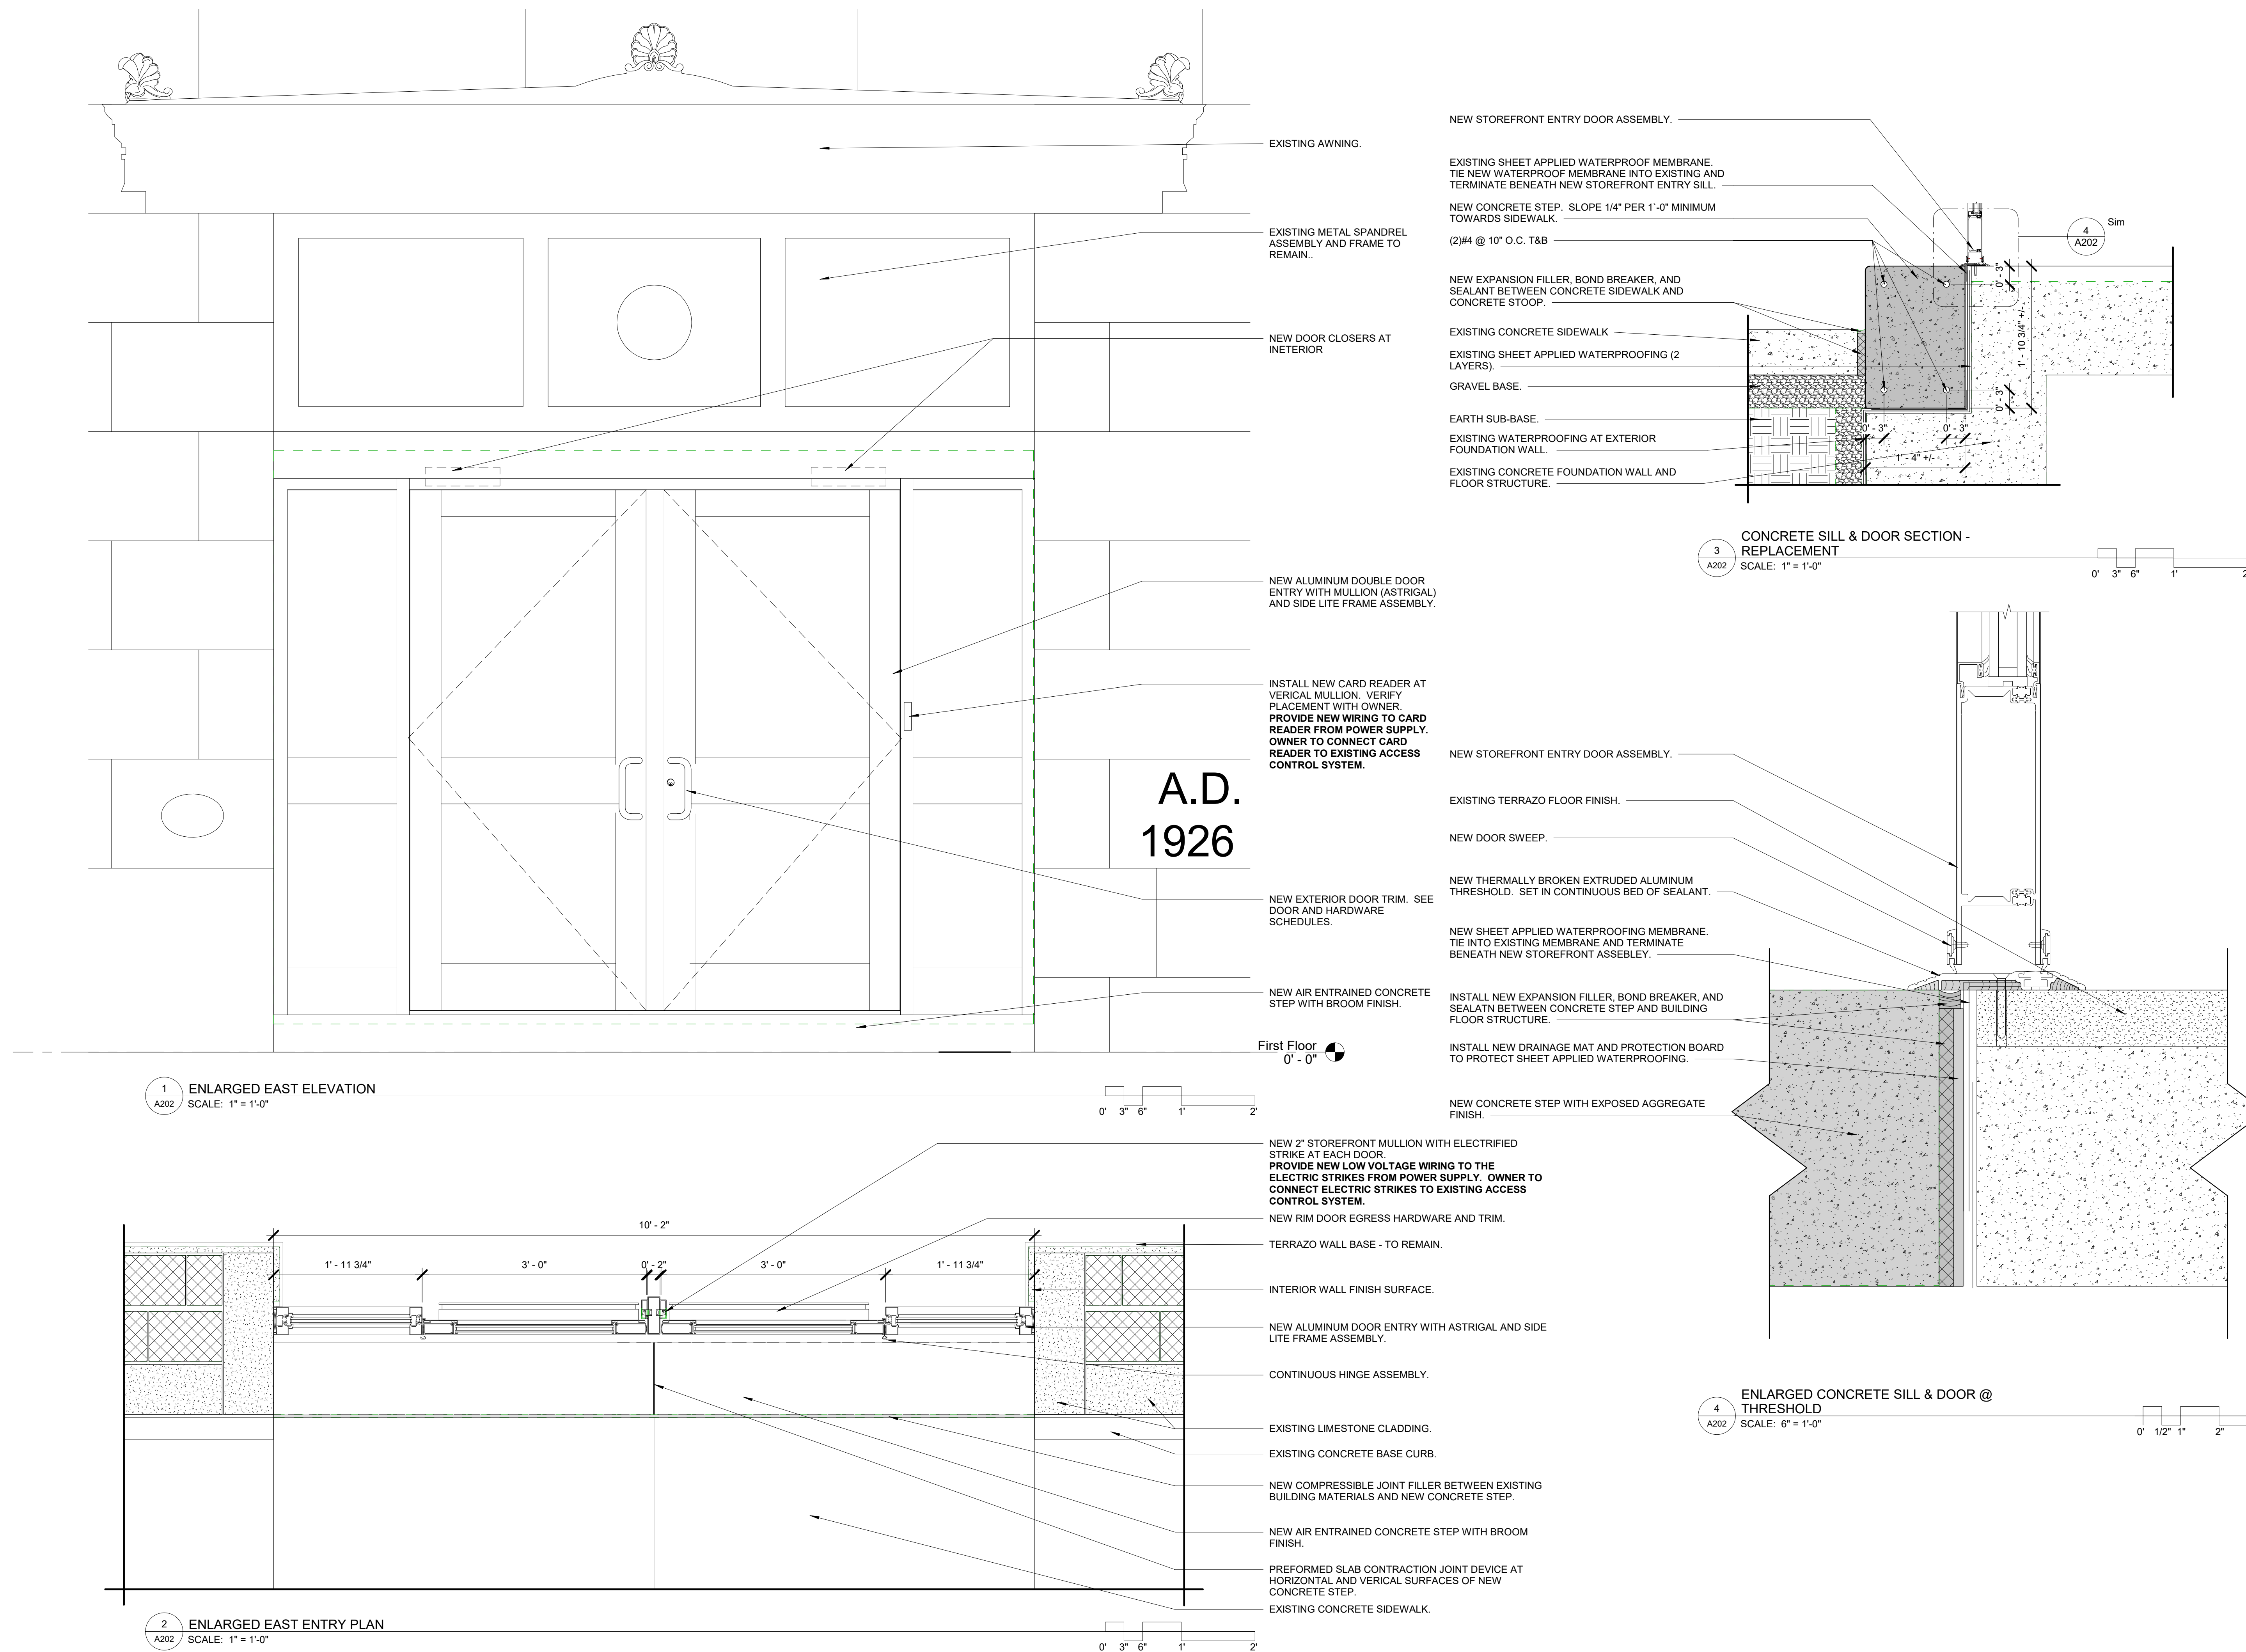 EXISTING AWNING.
EXISTING METAL SPANDREL
ASSEMBLY AND FRAME TO
REMAIN..
NEW DOOR CLOSERS AT
INETERIOR
NEW ALUMINUM DOUBLE DOOR
ENTRY WITH MULLION (ASTRIGAL)
AND SIDE LITE FRAME ASSEMBLY.
INSTALL NEW CARD READER AT
VERICAL MULLION. VERIFY
PLACEMENT WITH OWNER.
PROVIDE NEW WIRING TO CARD
READER FROM POWER SUPPLY.
OWNER TO CONNECT CARD
READER TO EXISTING ACCESS
CONTROL SYSTEM.
A.D.
1926
NEW EXTERIOR DOOR TRIM. SEE
DOOR AND HARDWARE
SCHEDULES.
NEW AIR ENTRAINED CONCRETE
STEP WITH BROOM FINISH.
First Floor
0' - 0"
1
A202
ENLARGED EAST ELEVATION
SCALE: 1" = 1'-0"
0' 3" 6" 1' 2'
NEW 2" STOREFRONT MULLION WITH ELECTRIFIED
STRIKE AT EACH DOOR.
PROVIDE NEW LOW VOLTAGE WIRING TO THE
ELECTRIC STRIKES FROM POWER SUPPLY. OWNER TO
CONNECT ELECTRIC STRIKES TO EXISTING ACCESS
CONTROL SYSTEM.
NEW RIM DOOR EGRESS HARDWARE AND TRIM.
TERRAZO WALL BASE - TO REMAIN.
INTERIOR WALL FINISH SURFACE.
NEW ALUMINUM DOOR ENTRY WITH ASTRIGAL AND SIDE
LITE FRAME ASSEMBLY.
CONTINUOUS HINGE ASSEMBLY.
EXISTING LIMESTONE CLADDING.
EXISTING CONCRETE BASE CURB.
NEW COMPRESSIBLE JOINT FILLER BETWEEN EXISTING
BUILDING MATERIALS AND NEW CONCRETE STEP.
NEW AIR ENTRAINED CONCRETE STEP WITH BROOM
FINISH.
PREFORMED SLAB CONTRACTION JOINT DEVICE AT
HORIZONTAL AND VERICAL SURFACES OF NEW
CONCRETE STEP.
EXISTING CONCRETE SIDEWALK.
10' - 2"
1' - 11 3/4" 3' - 0" 0' - 2" 3' - 0" 1' - 11 3/4"
2
A202
ENLARGED EAST ENTRY PLAN
SCALE: 1" = 1'-0"
0' 3" 6" 1' 2'
NEW STOREFRONT ENTRY DOOR ASSEMBLY.
EXISTING SHEET APPLIED WATERPROOF MEMBRANE.
TIE NEW WATERPROOF MEMBRANE INTO EXISTING AND
TERMINATE BENEATH NEW STOREFRONT ENTRY SILL.
NEW CONCRETE STEP. SLOPE 1/4" PER 1`-0" MINIMUM
TOWARDS SIDEWALK.
(2)#4 @ 10" O.C. T&B
NEW EXPANSION FILLER, BOND BREAKER, AND
SEALANT BETWEEN CONCRETE SIDEWALK AND
CONCRETE STOOP.
EXISTING CONCRETE SIDEWALK
EXISTING SHEET APPLIED WATERPROOFING (2
LAYERS).
GRAVEL BASE.
EARTH SUB-BASE.
EXISTING WATERPROOFING AT EXTERIOR
FOUNDATION WALL.
EXISTING CONCRETE FOUNDATION WALL AND
FLOOR STRUCTURE.
4
A202
Sim
0' - 3"
1' - 10 3/4" +/-
0' - 3"
0' - 3" 0' - 3"
1' - 4" +/-
3
A202
CONCRETE SILL & DOOR SECTION -
REPLACEMENT
SCALE: 1" = 1'-0"
0' 3" 6" 1'
NEW STOREFRONT ENTRY DOOR ASSEMBLY.
EXISTING TERRAZO FLOOR FINISH.
NEW DOOR SWEEP.
NEW THERMALLY BROKEN EXTRUDED ALUMINUM
THRESHOLD. SET IN CONTINUOUS BED OF SEALANT.
NEW SHEET APPLIED WATERPROOFING MEMBRANE.
TIE INTO EXISTING MEMBRANE AND TERMINATE
BENEATH NEW STOREFRONT ASSEBLEY.
INSTALL NEW EXPANSION FILLER, BOND BREAKER, AND
SEALATN BETWEEN CONCRETE STEP AND BUILDING
FLOOR STRUCTURE.
INSTALL NEW DRAINAGE MAT AND PROTECTION BOARD
TO PROTECT SHEET APPLIED WATERPROOFING.
NEW CONCRETE STEP WITH EXPOSED AGGREGATE
FINISH.
4
A202
ENLARGED CONCRETE SILL & DOOR @
THRESHOLD
SCALE: 6" = 1'-0"
0' 1/2" 1" 2"